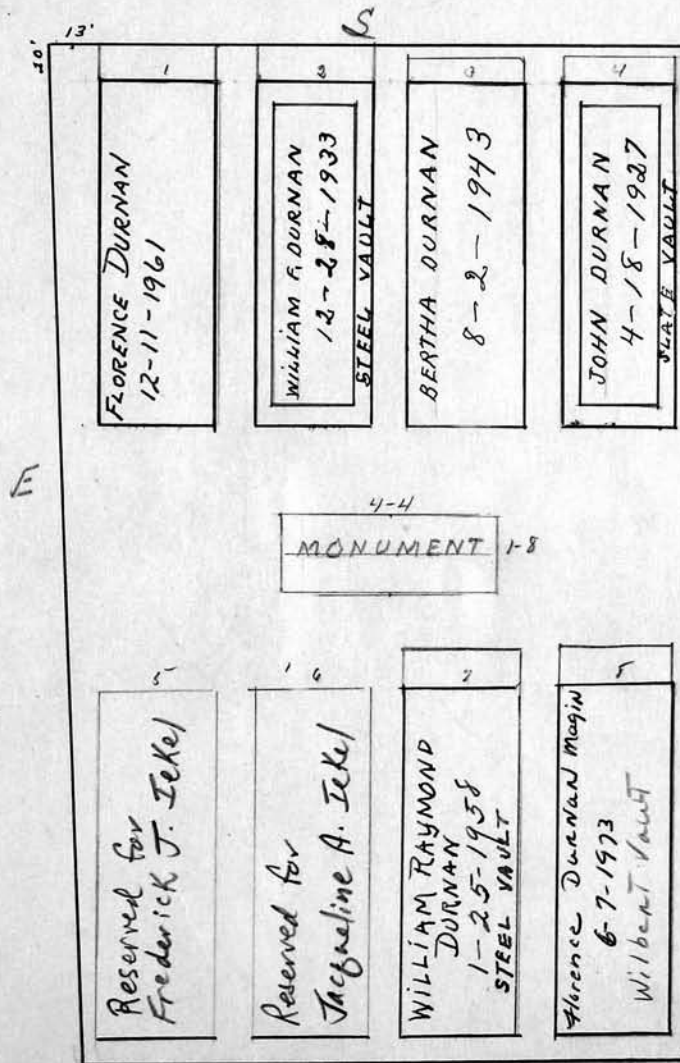 S
13'
10'
E
1
FLORENCE DURNAN
12-11-1961
2
WILLIAM F. DURNAN
12-28-1933
STEEL VAULT
3
BERTHA DURNAN
8-2-1943
4
JOHN DURNAN
4-18-1927
SLATE VAULT
4-4
MONUMENT
1-8
5
Reserved for
Frederick J. Ickel
6
Reserved for
Jacqueline A. Ickel
7
WILLIAM RAYMOND
DURNAN
1-25-1958
STEEL VAULT
8
Florence Durnan Magin
6-7-1973
Wilbert Vault